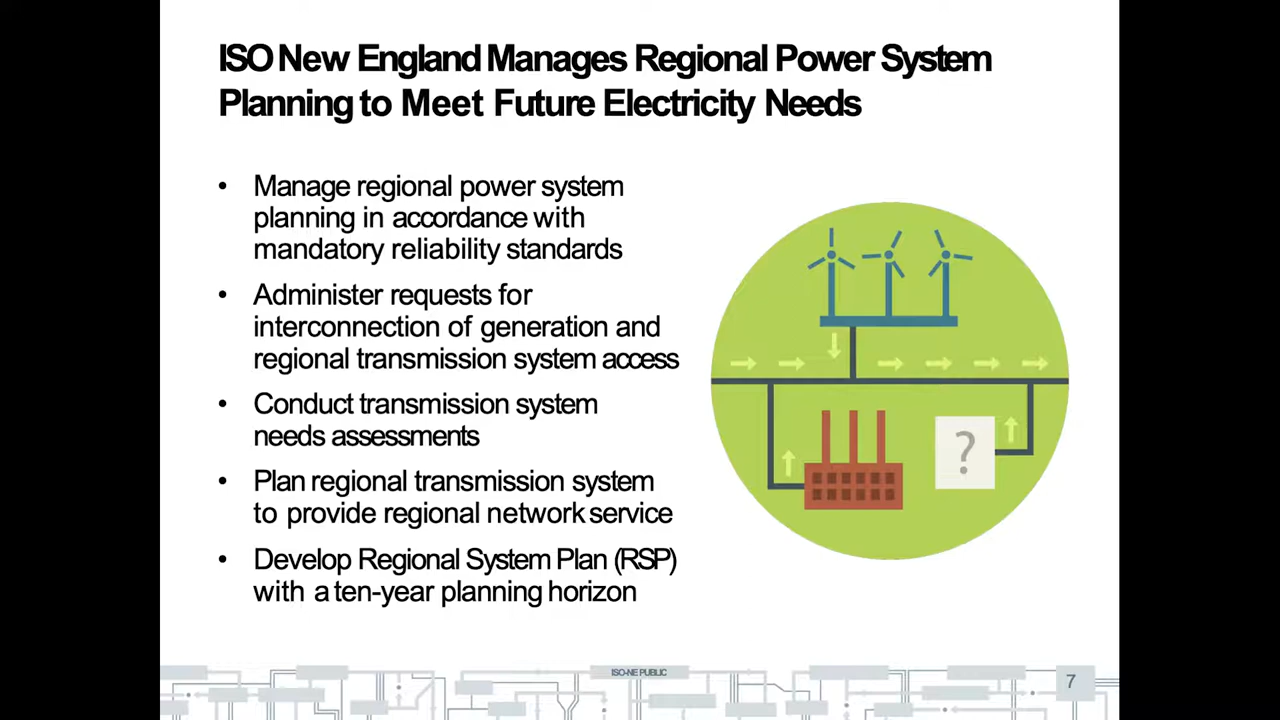 ISO New England Manages Regional Power System
Planning to Meet Future Electricity Needs
• Manage regional power system
planning in accordance with
mandatory reliability standards
• Administer requests for
interconnection of generation and
regional transmission system access
• Conduct transmission system
needs assessments
• Plan regional transmission system
to provide regional network service
• Develop Regional System Plan (RSP)
with a ten-year planning horizon
?
ISO-NE PUBLIC
7